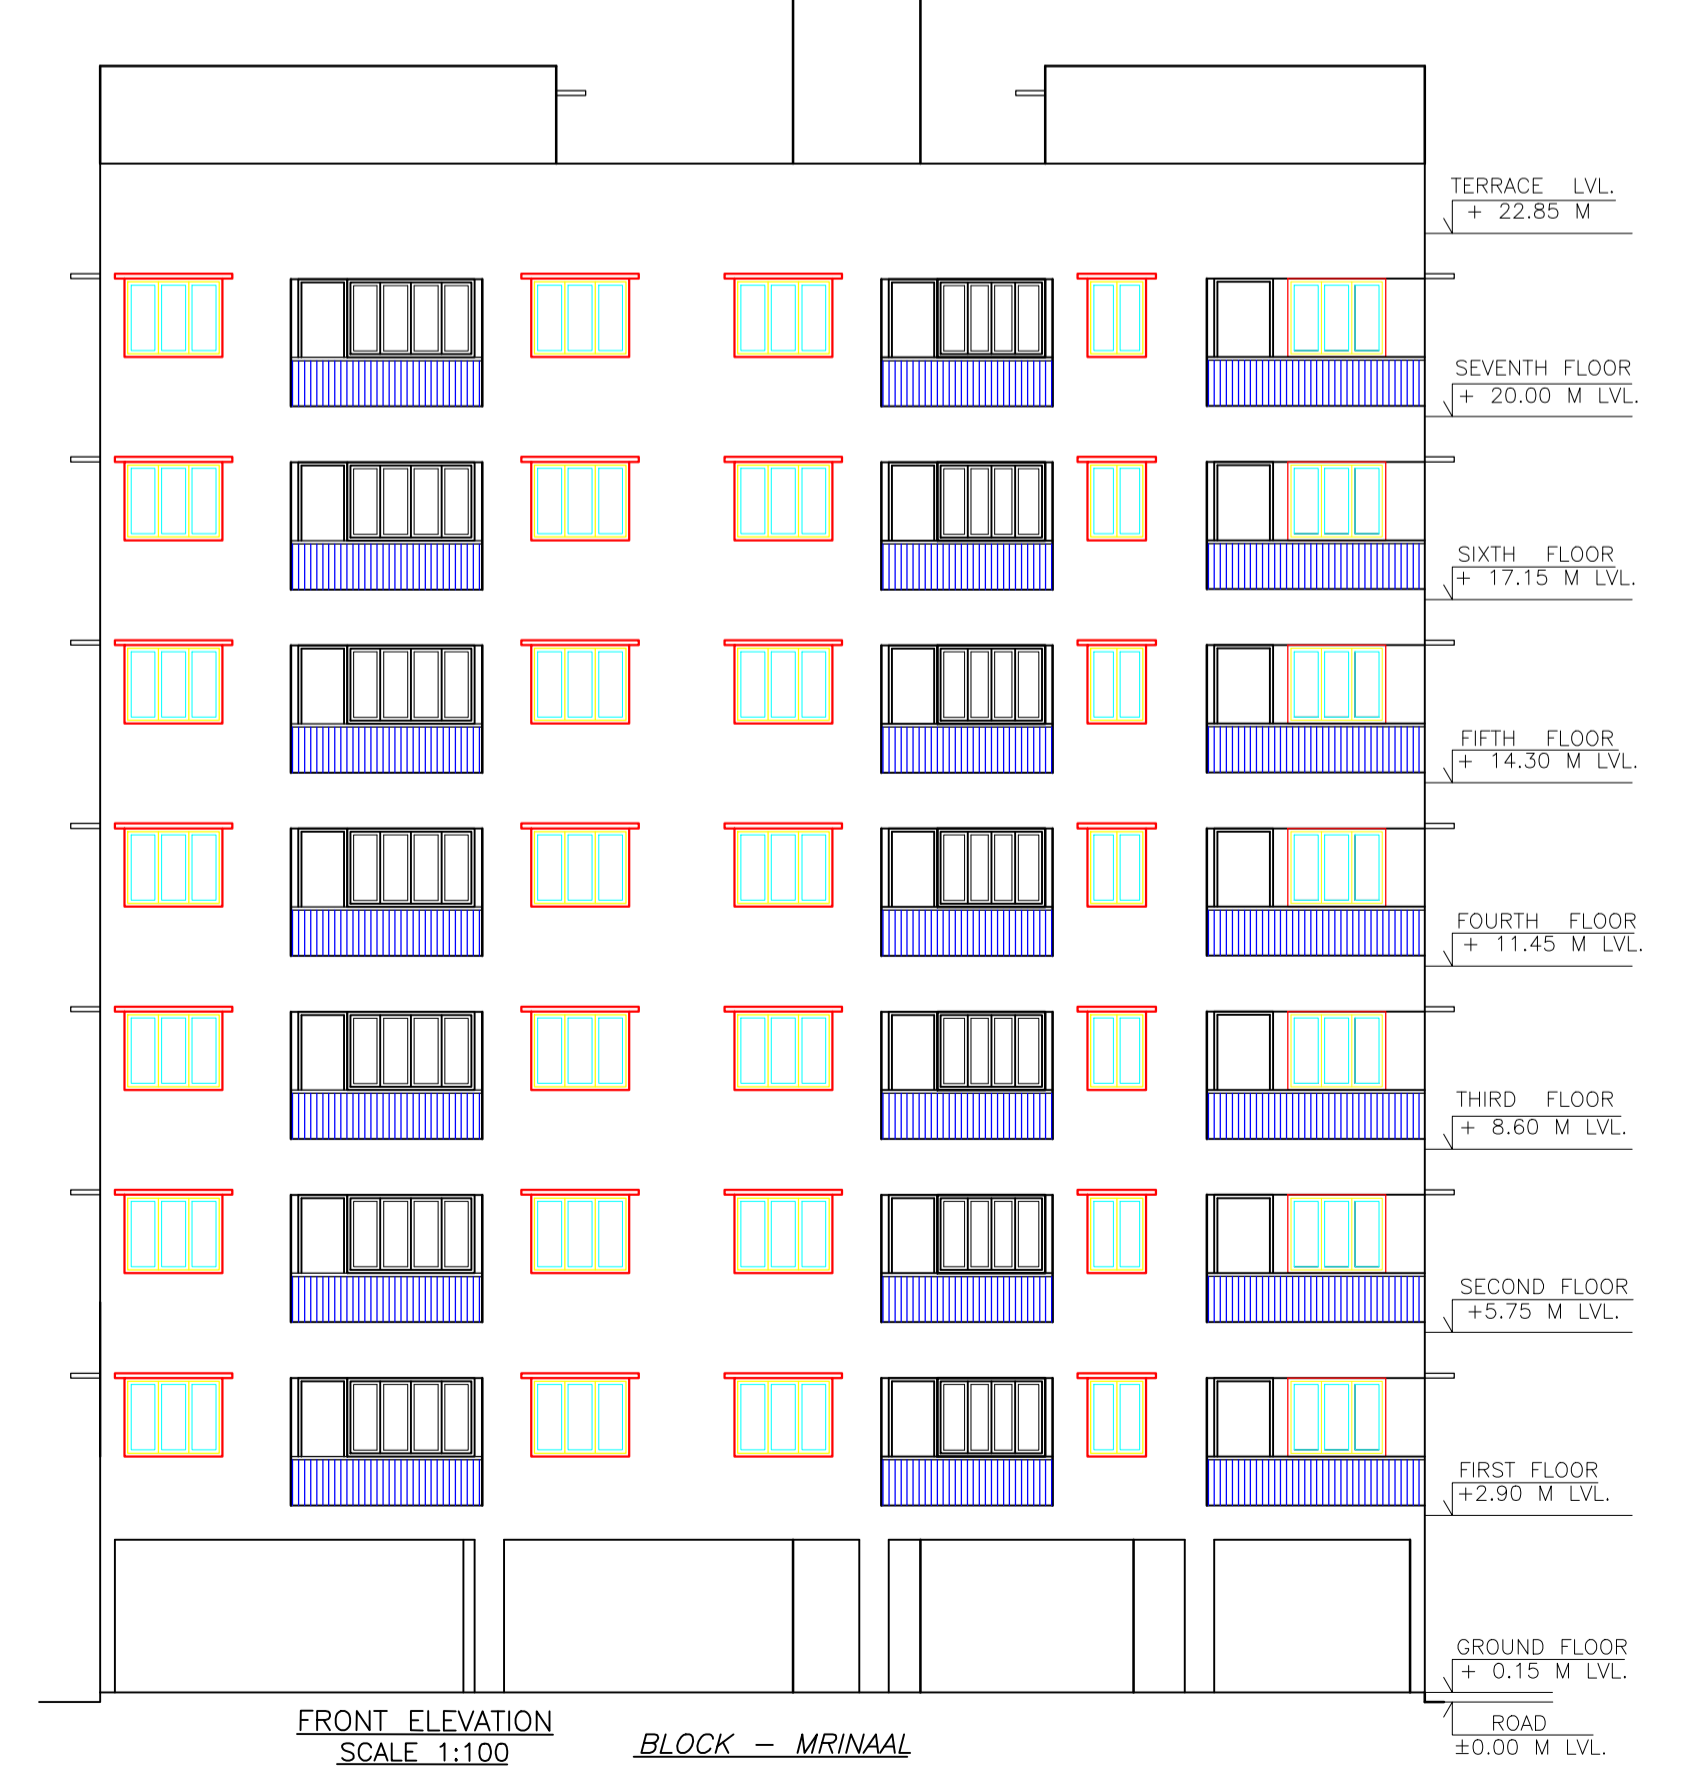 TERRACE LVL.
+ 22.85 M
SEVENTH FLOOR
+ 20.00 M LVL.
SIXTH FLOOR
+ 17.15 M LVL.
FIFTH FLOOR
+ 14.30 M LVL.
FOURTH FLOOR
+ 11.45 M LVL.
THIRD FLOOR
+ 8.60 M LVL.
SECOND FLOOR
+5.75 M LVL.
FIRST FLOOR
+2.90 M LVL.
GROUND FLOOR
+ 0.15 M LVL.
ROAD
±0.00 M LVL.
FRONT ELEVATION
SCALE 1:100
BLOCK - MRINAAL